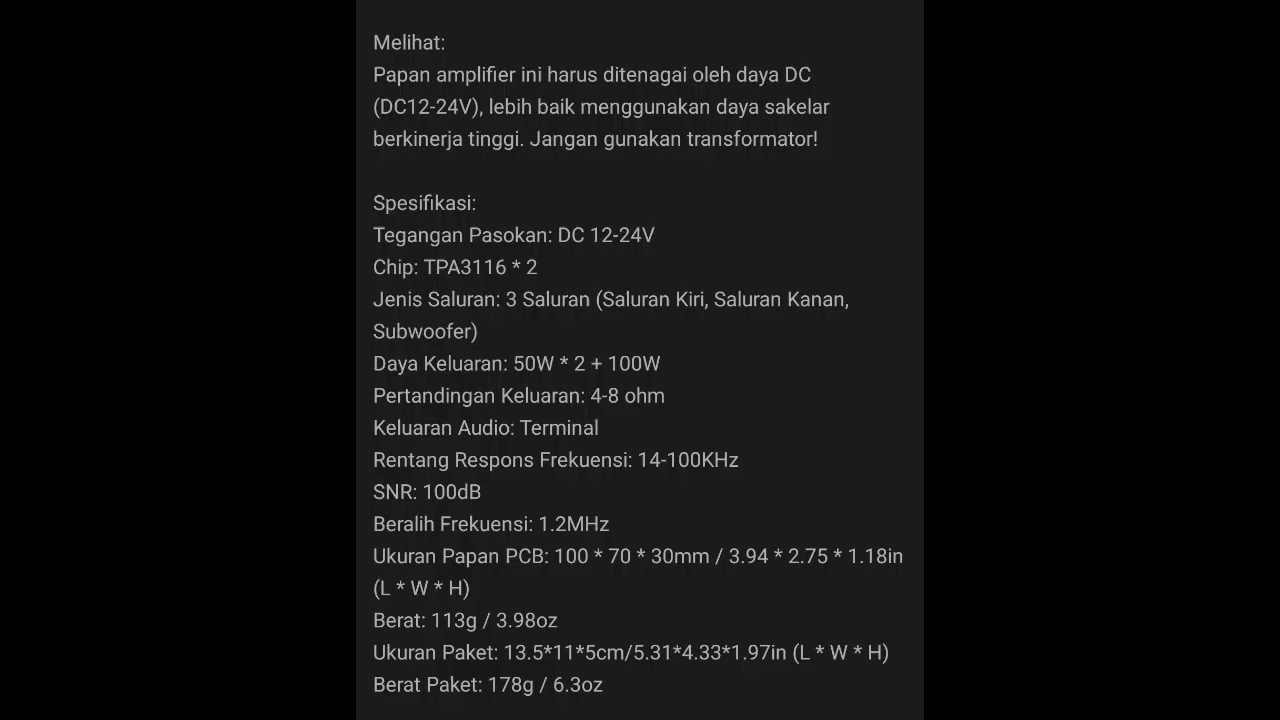 Melihat:
Papan amplifier ini harus ditenagai oleh daya DC
(DC12-24V), lebih baik menggunakan daya sakelar
berkinerja tinggi. Jangan gunakan transformator!
Spesifikasi:
Tegangan Pasokan: DC 12-24V
Chip: TPA3116 * 2
Jenis Saluran: 3 Saluran (Saluran Kiri, Saluran Kanan,
Subwoofer)
Daya Keluaran: 50W * 2 + 100W
Pertandingan Keluaran: 4-8 ohm
Keluaran Audio: Terminal
Rentang Respons Frekuensi: 14-100KHz
SNR: 100dB
Beralih Frekuensi: 1.2MHz
Ukuran Papan PCB: 100 * 70 * 30mm / 3.94 * 2.75 * 1.18in
(L * W * H)
Berat: 113g / 3.98oz
Ukuran Paket: 13.5*11*5cm/5.31*4.33*1.97in (L * W * H)
Berat Paket: 178g / 6.3oz